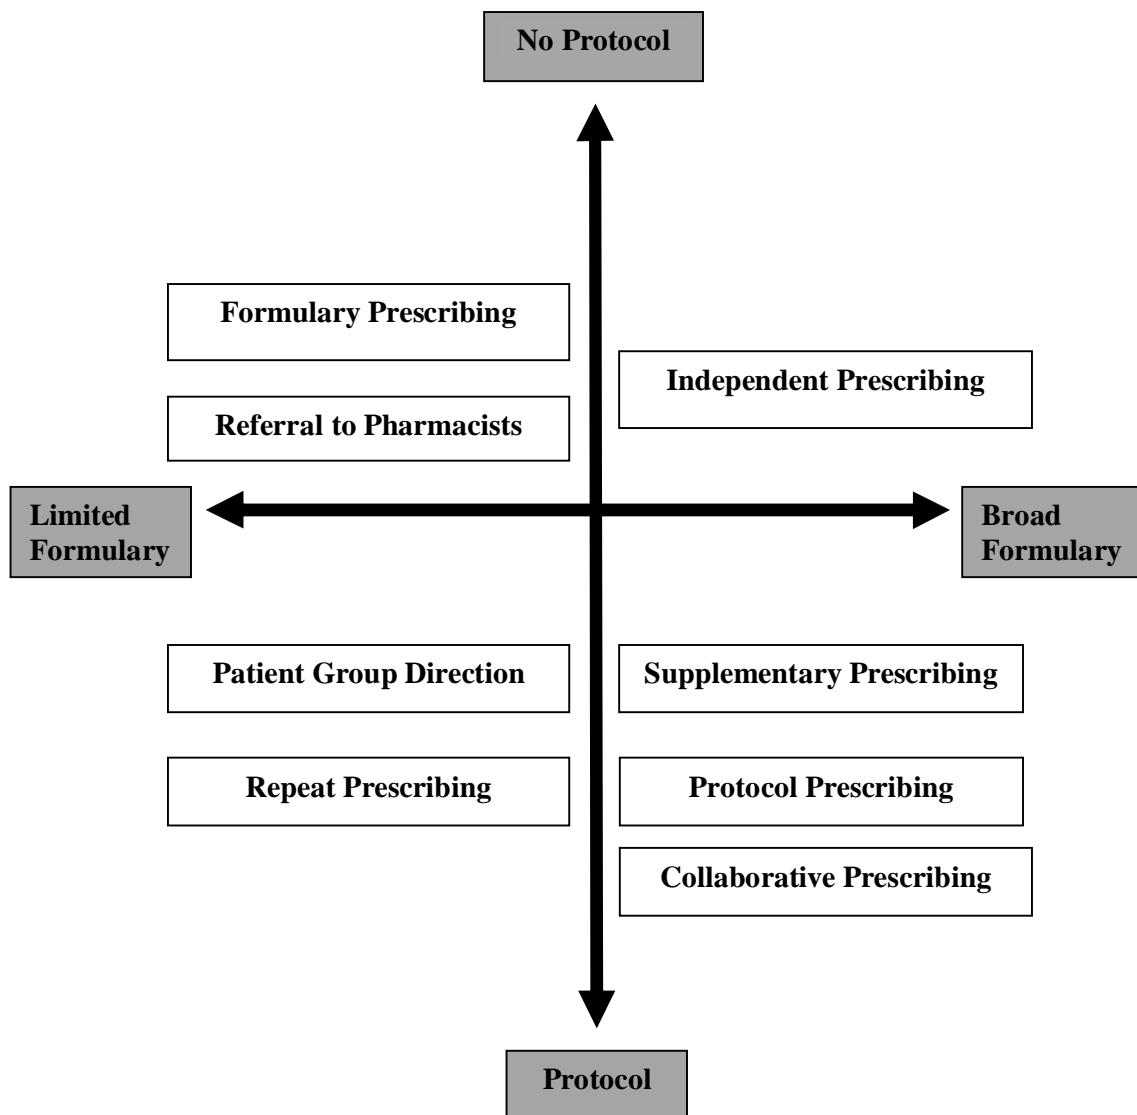 No Protocol
Formulary Prescribing
Independent Prescribing
Referral to Pharmacists
Limited
Formulary
Broad
Formulary
Patient Group Direction
Supplementary Prescribing
Repeat Prescribing
Protocol Prescribing
Collaborative Prescribing
Protocol